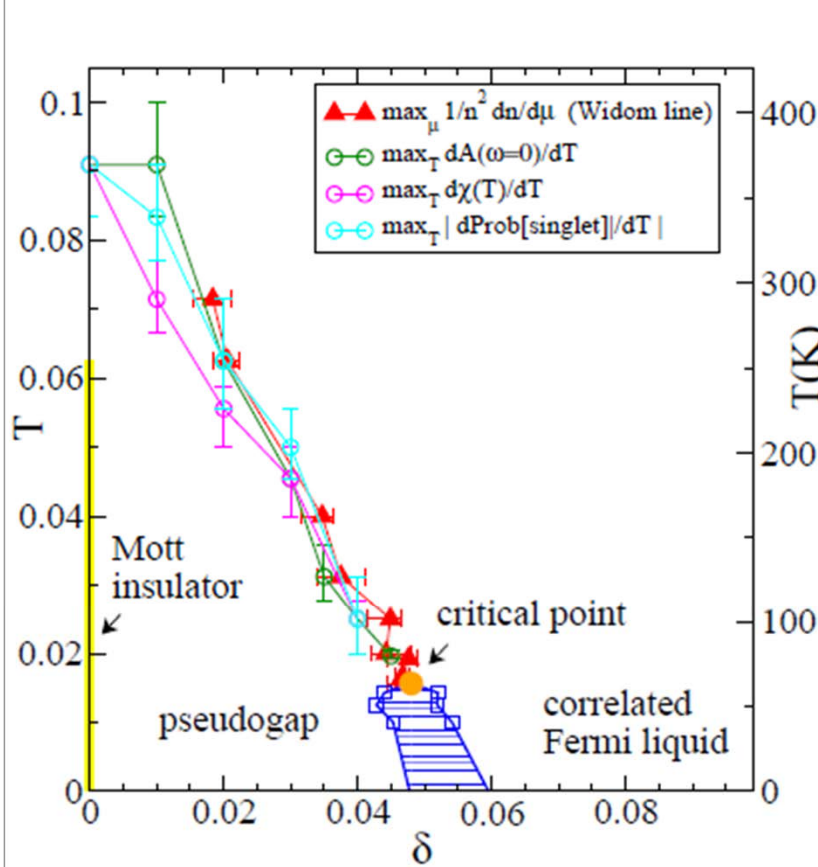 0.1
0.08
0.06
0.04
0.02
0
T
400
300
200
100
0
T(K)
max_μ 1/n² dn/dμ (Widom line)
max_T dA(ω=0)/dT
max_T dχ(T)/dT
max_T | dProb[singlet]|/dT |
Mott
insulator
critical point
pseudogap
correlated
Fermi liquid
0 0.02 0.04 0.06 0.08
δ